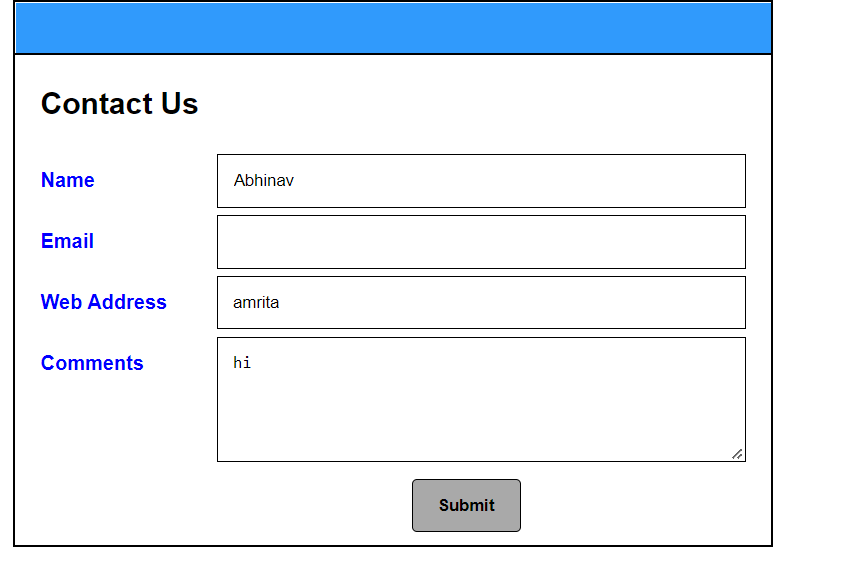 Contact Us
Name Abhinav
Email
Web Address amrita
Comments hi
Submit